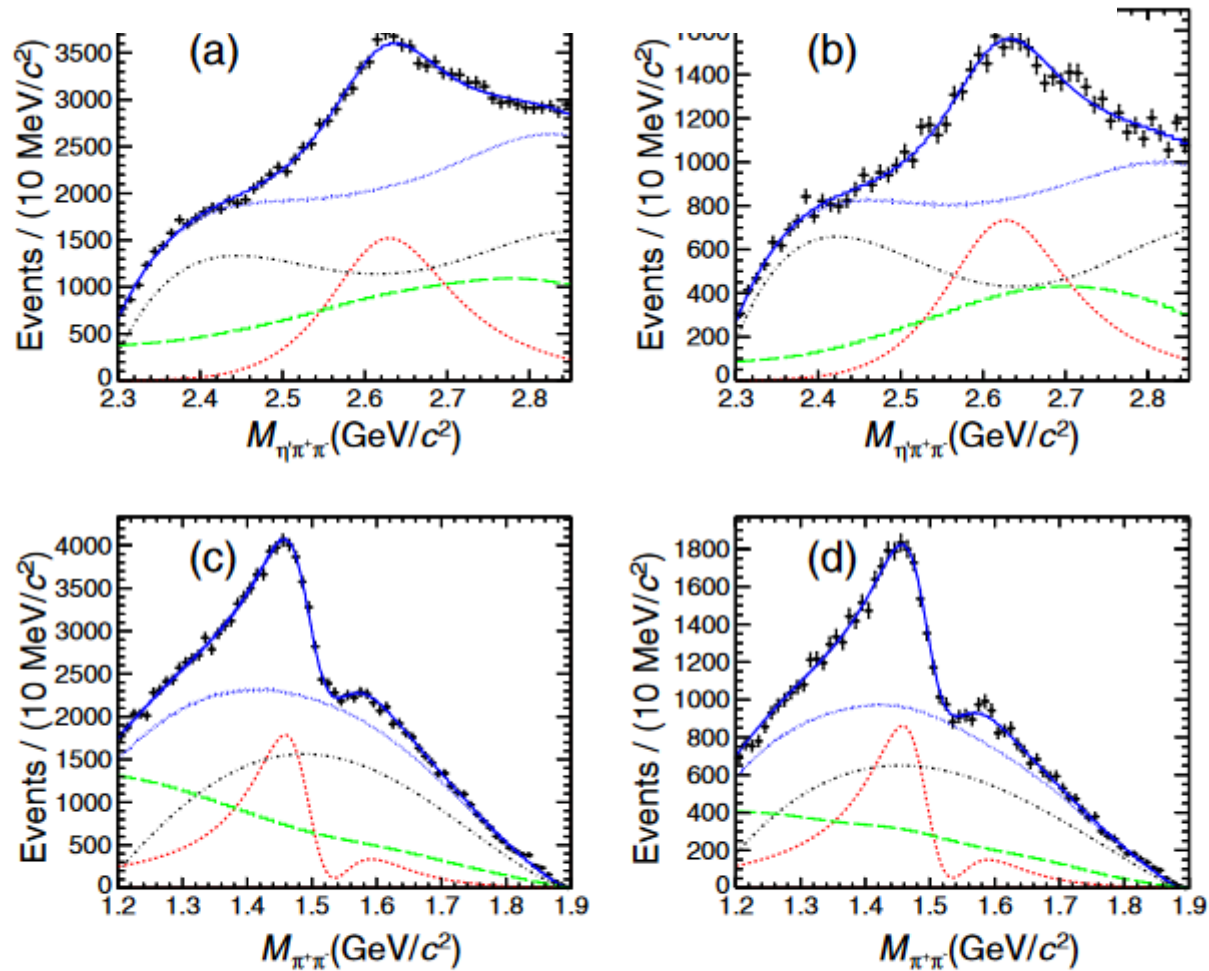 (a)
Events / (10 MeV/c²)
3500
3000
2500
2000
1500
1000
500
0
2.3 2.4 2.5 2.6 2.7 2.8
M_η'π⁺π⁻(GeV/c²)
(b)
Events / (10 MeV/c²)
1600
1400
1200
1000
800
600
400
200
0
2.3 2.4 2.5 2.6 2.7 2.8
M_η'π⁺π⁻(GeV/c²)
(c)
Events / (10 MeV/c²)
4000
3500
3000
2500
2000
1500
1000
500
0
1.2 1.3 1.4 1.5 1.6 1.7 1.8 1.9
M_π⁺π⁻(GeV/c²)
(d)
Events / (10 MeV/c²)
1800
1600
1400
1200
1000
800
600
400
200
0
1.2 1.3 1.4 1.5 1.6 1.7 1.8 1.9
M_π⁺π⁻(GeV/c²)